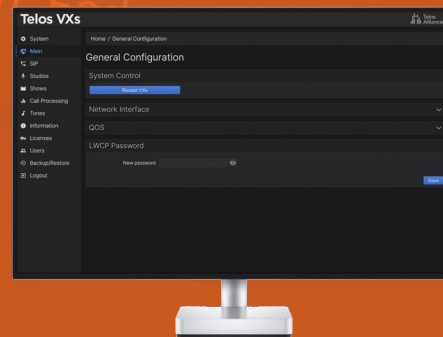 Telos VXs
Telos
Alliance
System
Main
SIP
Studios
Shows
Call Processing
Tones
Information
Licenses
Users
Backup/Restore
Logout
Home / General Configuration
General Configuration
System Control
Restart VXs
Network Interface
QOS
LWCP Password
New password
Save